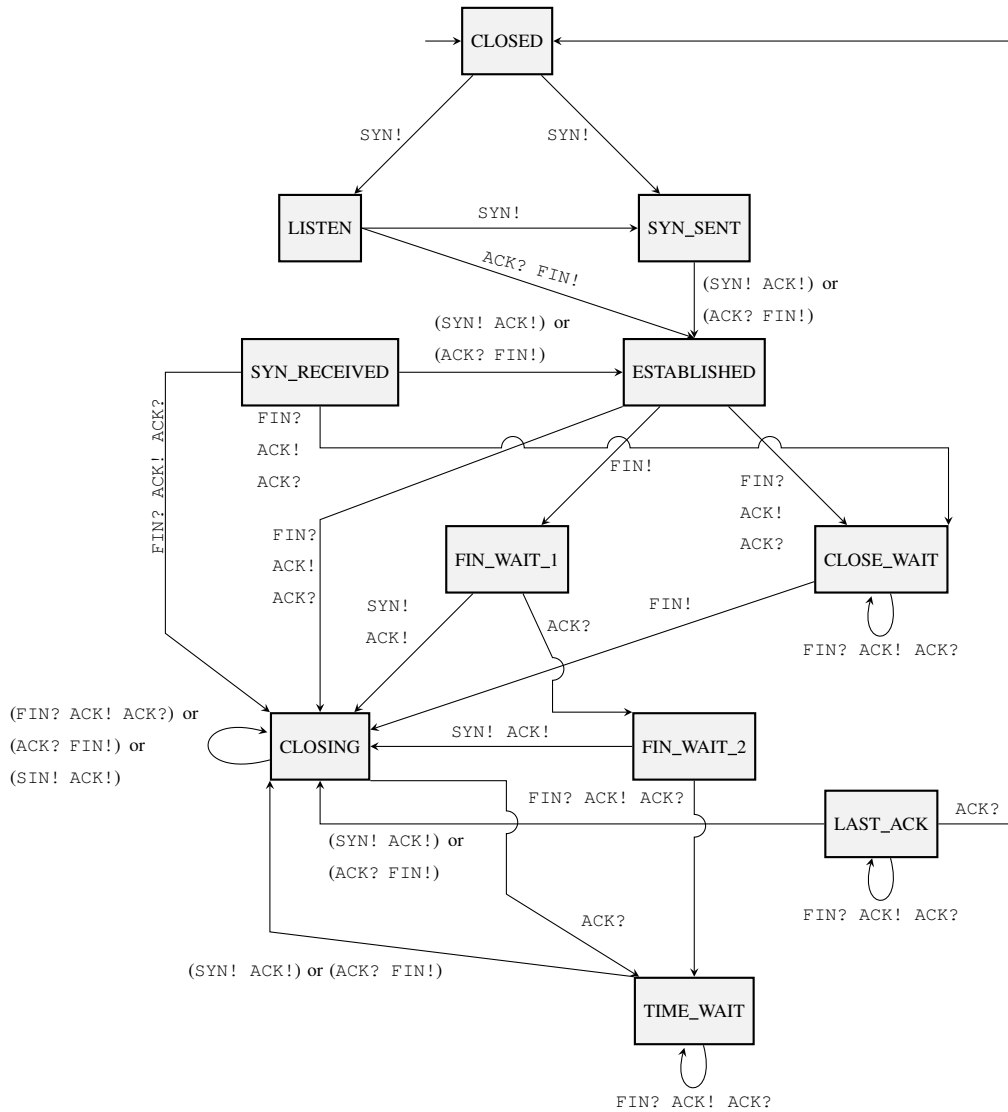 CLOSED
SYN!
SYN!
LISTEN
SYN!
SYN_SENT
ACK? FIN!
(SYN! ACK!) or
(ACK? FIN!)
(SYN! ACK!) or
(ACK? FIN!)
SYN_RECEIVED
ESTABLISHED
FIN? ACK! ACK?
FIN?
ACK!
ACK?
FIN!
FIN?
ACK!
ACK?
FIN?
ACK!
ACK?
FIN_WAIT_1
CLOSE_WAIT
SYN!
ACK!
ACK?
FIN!
FIN? ACK! ACK?
(FIN? ACK! ACK?) or
(ACK? FIN!) or
(SIN! ACK!)
CLOSING
SYN! ACK!
FIN_WAIT_2
FIN? ACK! ACK?
LAST_ACK
ACK?
(SYN! ACK!) or
(ACK? FIN!)
FIN? ACK! ACK?
ACK?
(SYN! ACK!) or (ACK? FIN!)
TIME_WAIT
FIN? ACK! ACK?